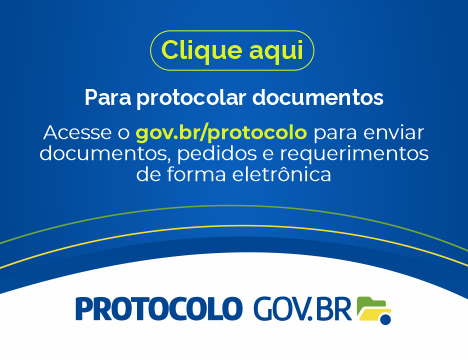 Clique aqui
Para protocolar documentos
Acesse o gov.br/protocolo para enviar
documentos, pedidos e requerimentos
de forma eletrônica
PROTOCOLO GOV.BR